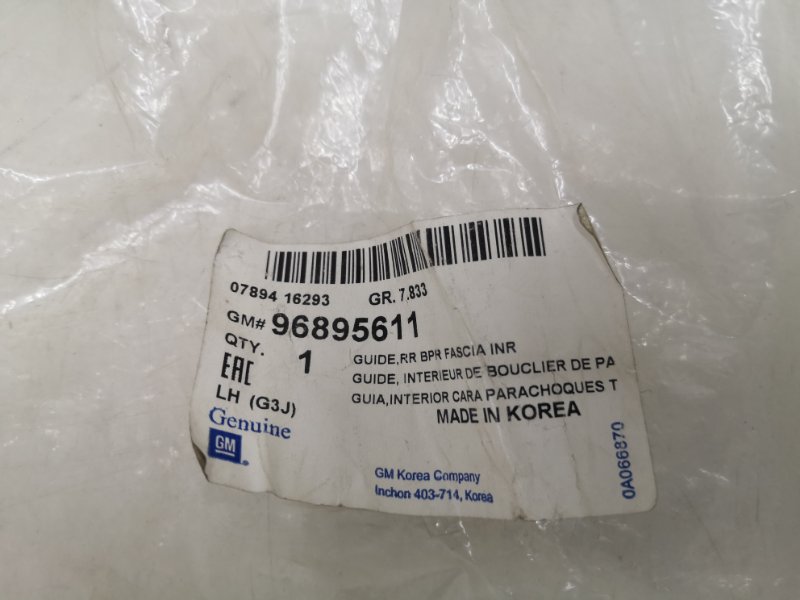 07894 16293 GR. 7.833
GM# 96895611
QTY. 1
GUIDE,RR BPR FASCIA INR
EAC
GUIDE, INTERIEUR DE BOUCLIER DE PA
LH (G3J)
GUIA,INTERIOR CARA PARACHOQUES T
MADE IN KOREA
Genuine
GM
GM Korea Company
Inchon 403-714, Korea
0A066870